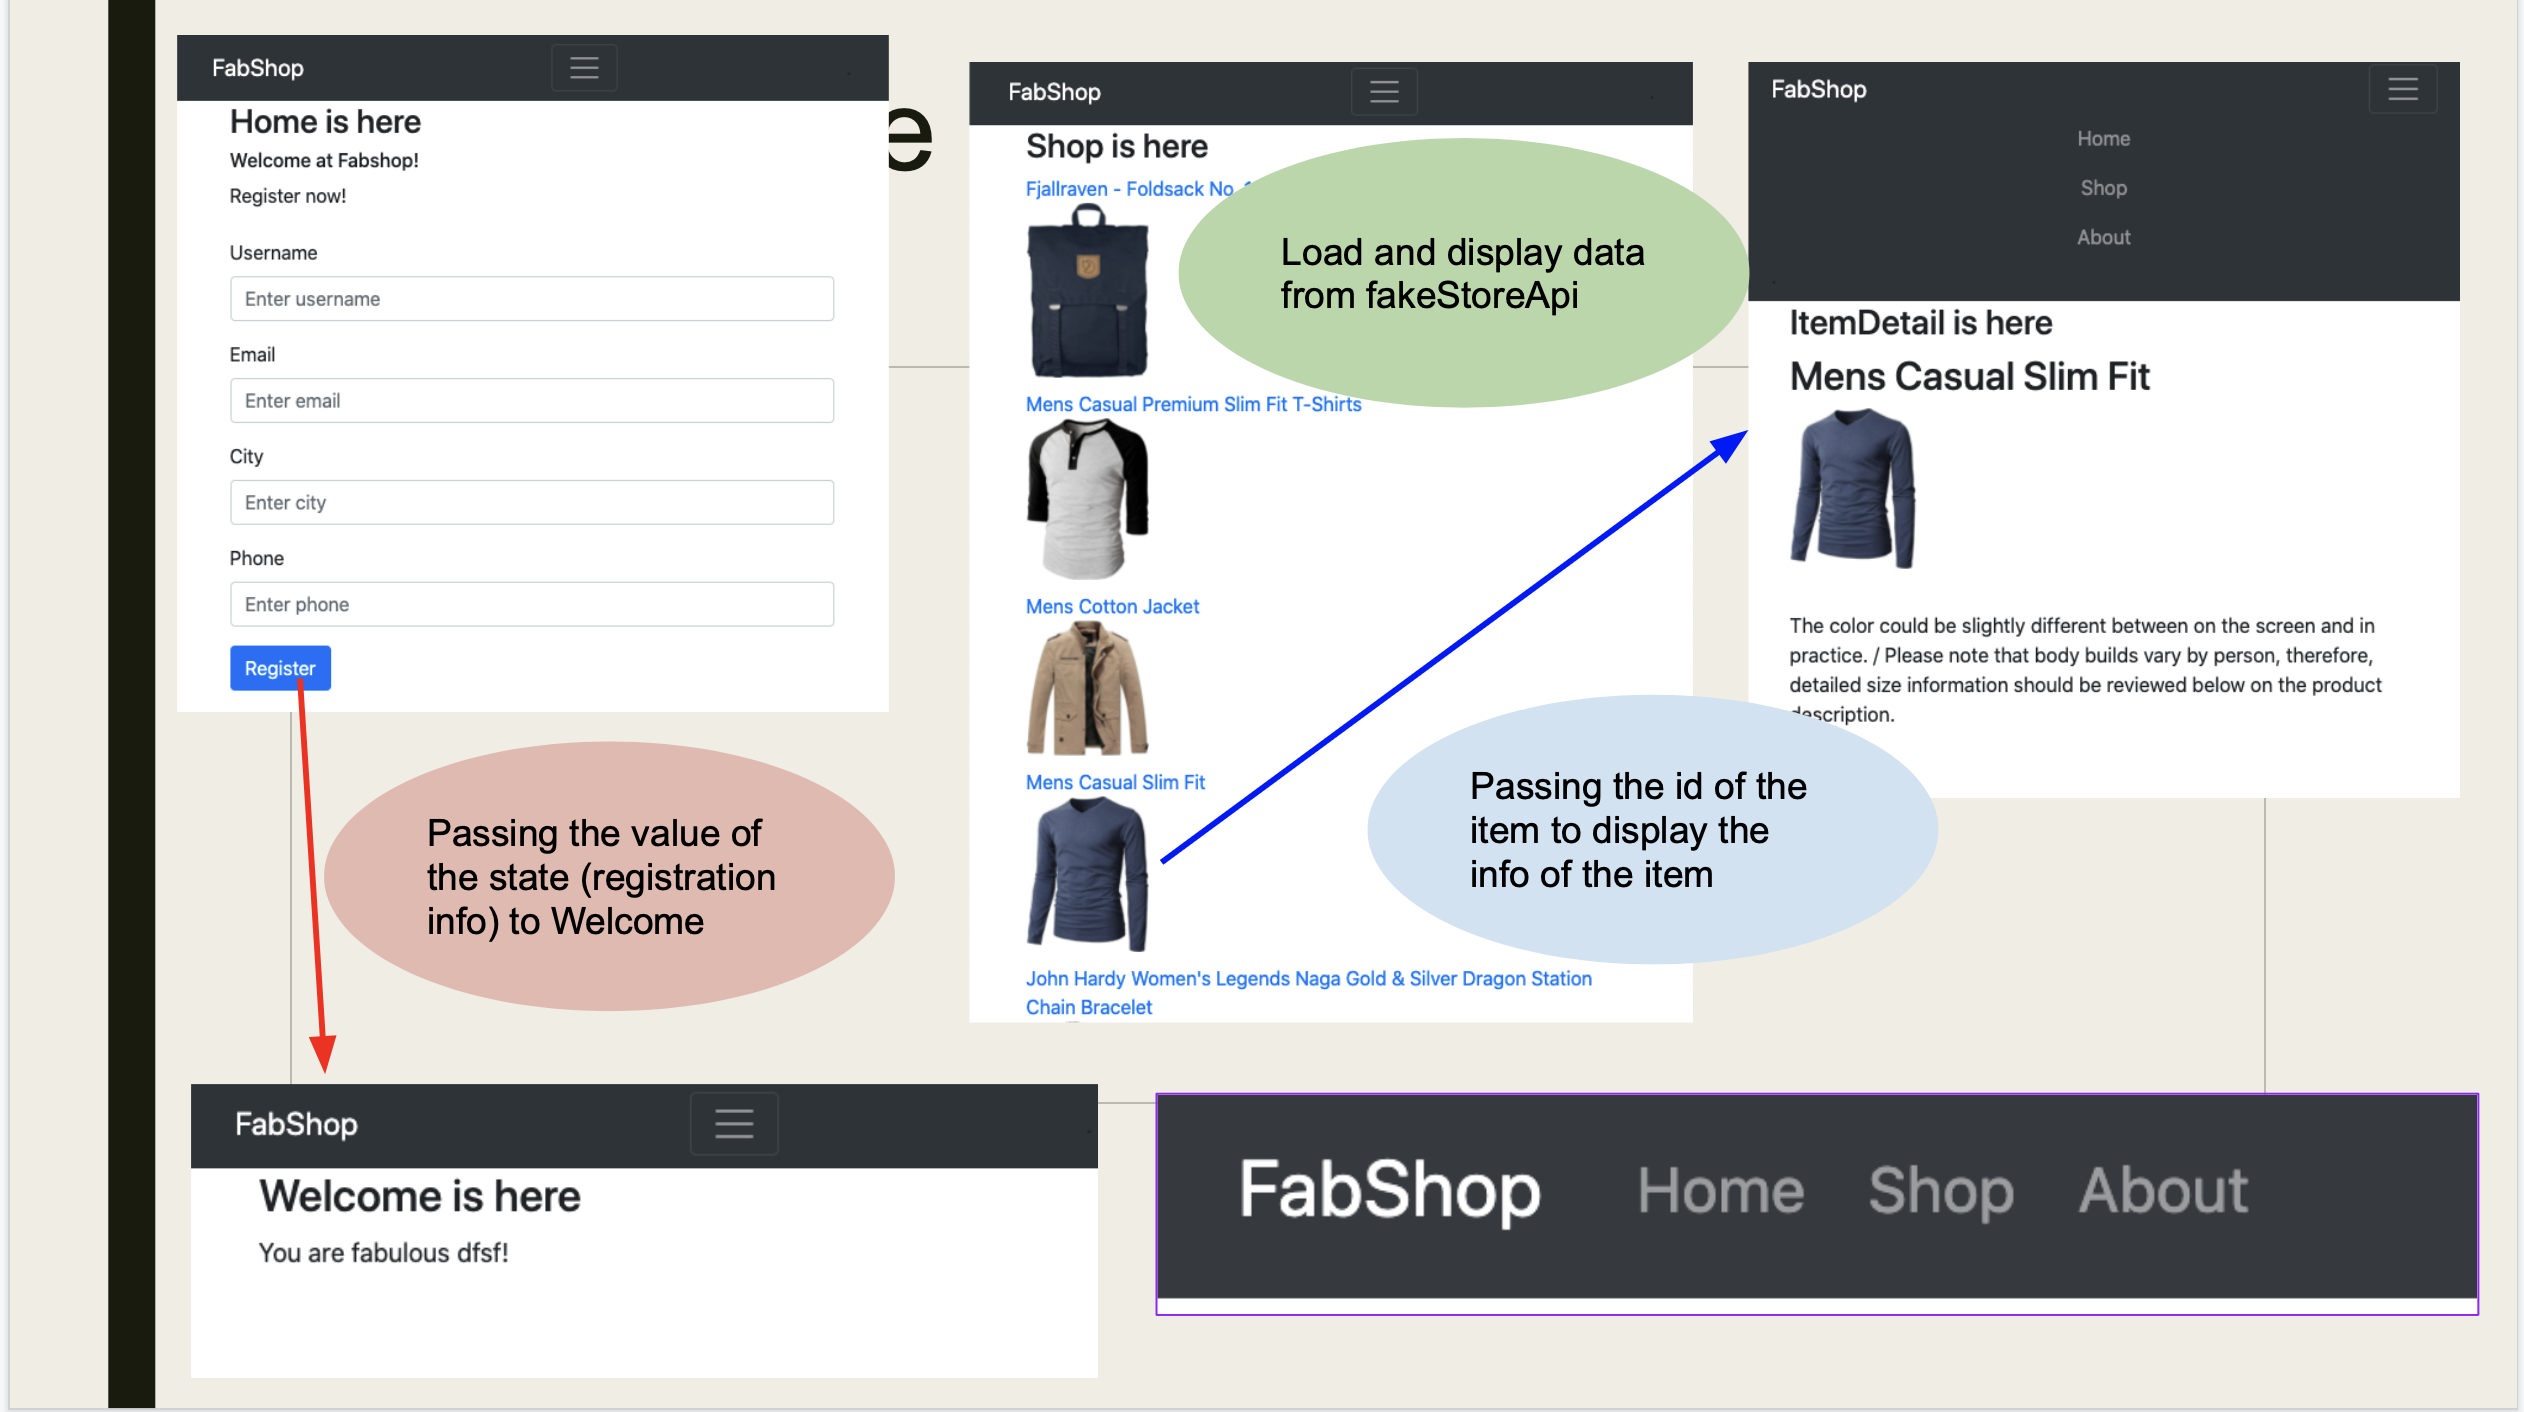 FabShop
Home is here
Welcome at Fabshop!
Register now!
Username
Enter username
Email
Enter email
City
Enter city
Phone
Enter phone
Register
e
FabShop
Shop is here
Fjallraven - Foldsack No.
Mens Casual Premium Slim Fit T-Shirts
Mens Cotton Jacket
Mens Casual Slim Fit
John Hardy Women's Legends Naga Gold & Silver Dragon Station
Chain Bracelet
Load and display data
from fakeStoreApi
FabShop
Home
Shop
About
ItemDetail is here
Mens Casual Slim Fit
The color could be slightly different between on the screen and in
practice. / Please note that body builds vary by person, therefore,
detailed size information should be reviewed below on the product
description.
Passing the value of
the state (registration
info) to Welcome
Passing the id of the
item to display the
info of the item
FabShop
Welcome is here
You are fabulous dfsf!
FabShop Home Shop About